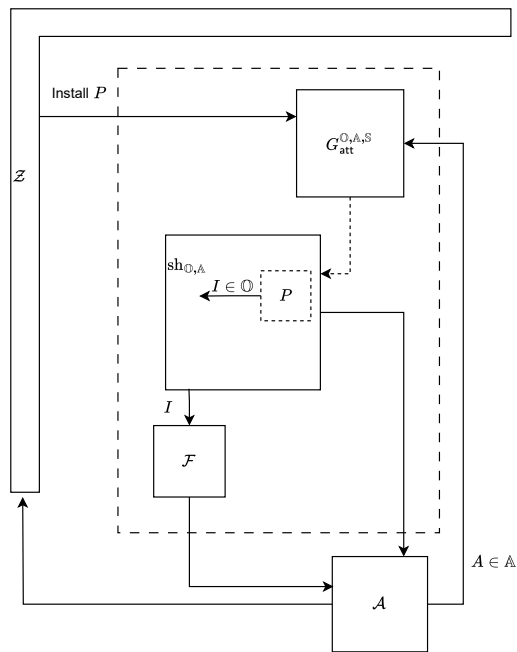 Install P
G_att^{𝕆,𝔸,𝕊}
𝒵
sh_{𝕆,𝔸}
I ∈ 𝕆
P
I
ℱ
A ∈ 𝔸
𝒜